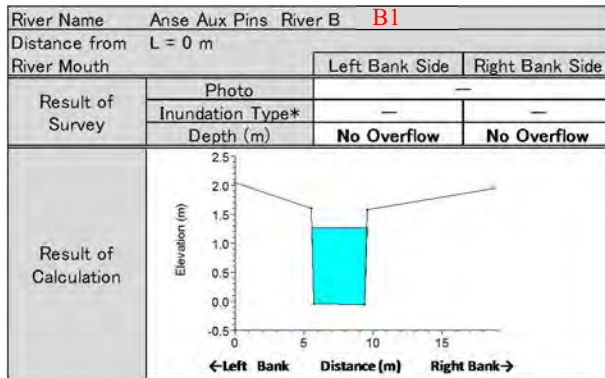 River Name Anse Aux Pins River B B1
Distance from L = 0 m
River Mouth Left Bank Side Right Bank Side
Result of Survey
Photo —
Inundation Type* — —
Depth (m) No Overflow No Overflow
Result of Calculation
Elevation (m)
2.5
2.0
1.5
1.0
0.5
0.0
-0.5
0 5 10 15
←Left Bank Distance (m) Right Bank→